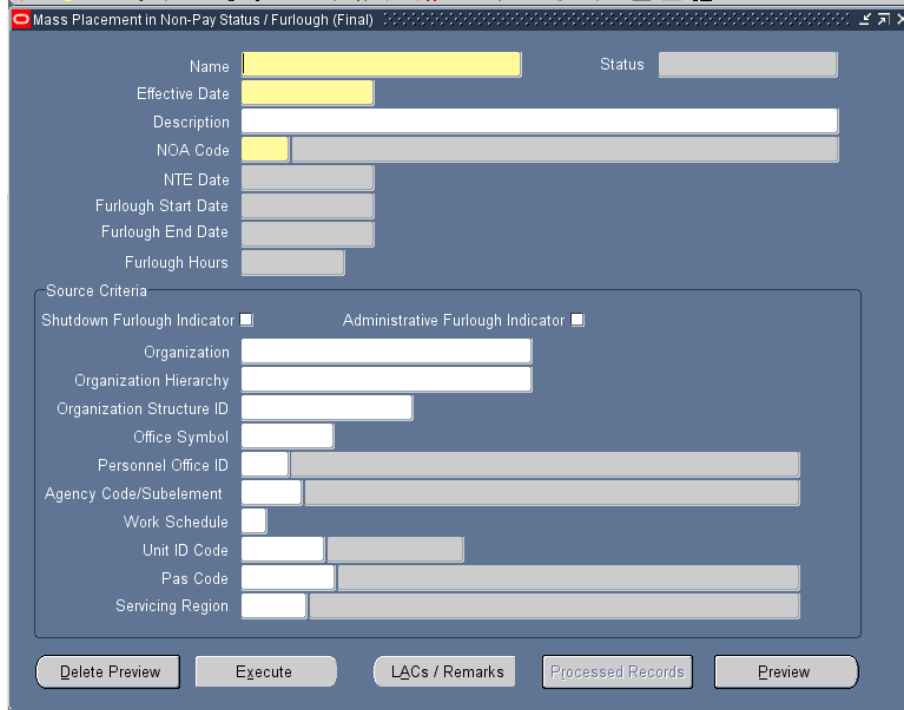 Mass Placement in Non-Pay Status / Furlough (Final)
Name Status
Effective Date
Description
NOA Code
NTE Date
Furlough Start Date
Furlough End Date
Furlough Hours
Source Criteria
Shutdown Furlough Indicator Administrative Furlough Indicator
Organization
Organization Hierarchy
Organization Structure ID
Office Symbol
Personnel Office ID
Agency Code/Subelement
Work Schedule
Unit ID Code
Pas Code
Servicing Region
Delete Preview Execute LACs / Remarks Processed Records Preview